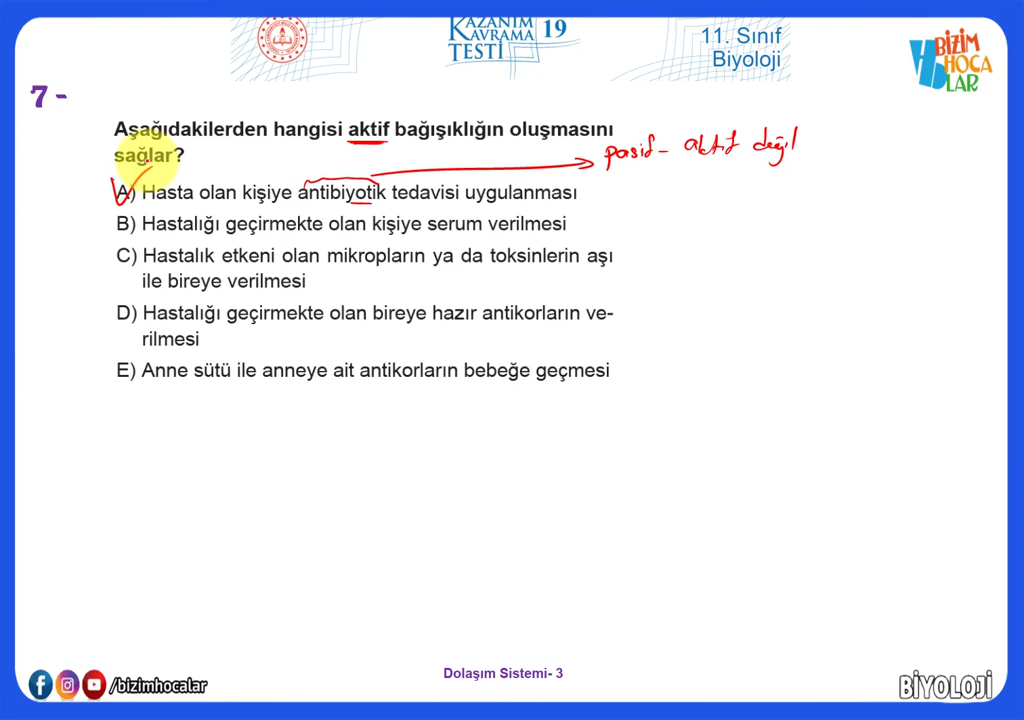 KAZANIM
KAVRAMA 19
TESTİ
11. Sınıf
Biyoloji
BİZİM
HOCA
LAR
7 -
Aşağıdakilerden hangisi aktif bağışıklığın oluşmasını
sağlar?
pasif - aktif değil
A) Hasta olan kişiye antibiyotik tedavisi uygulanması
B) Hastalığı geçirmekte olan kişiye serum verilmesi
C) Hastalık etkeni olan mikropların ya da toksinlerin aşı
ile bireye verilmesi
D) Hastalığı geçirmekte olan bireye hazır antikorların ve-
rilmesi
E) Anne sütü ile anneye ait antikorların bebeğe geçmesi
Dolaşım Sistemi- 3
/bizimhocalar
BİYOLOJİ